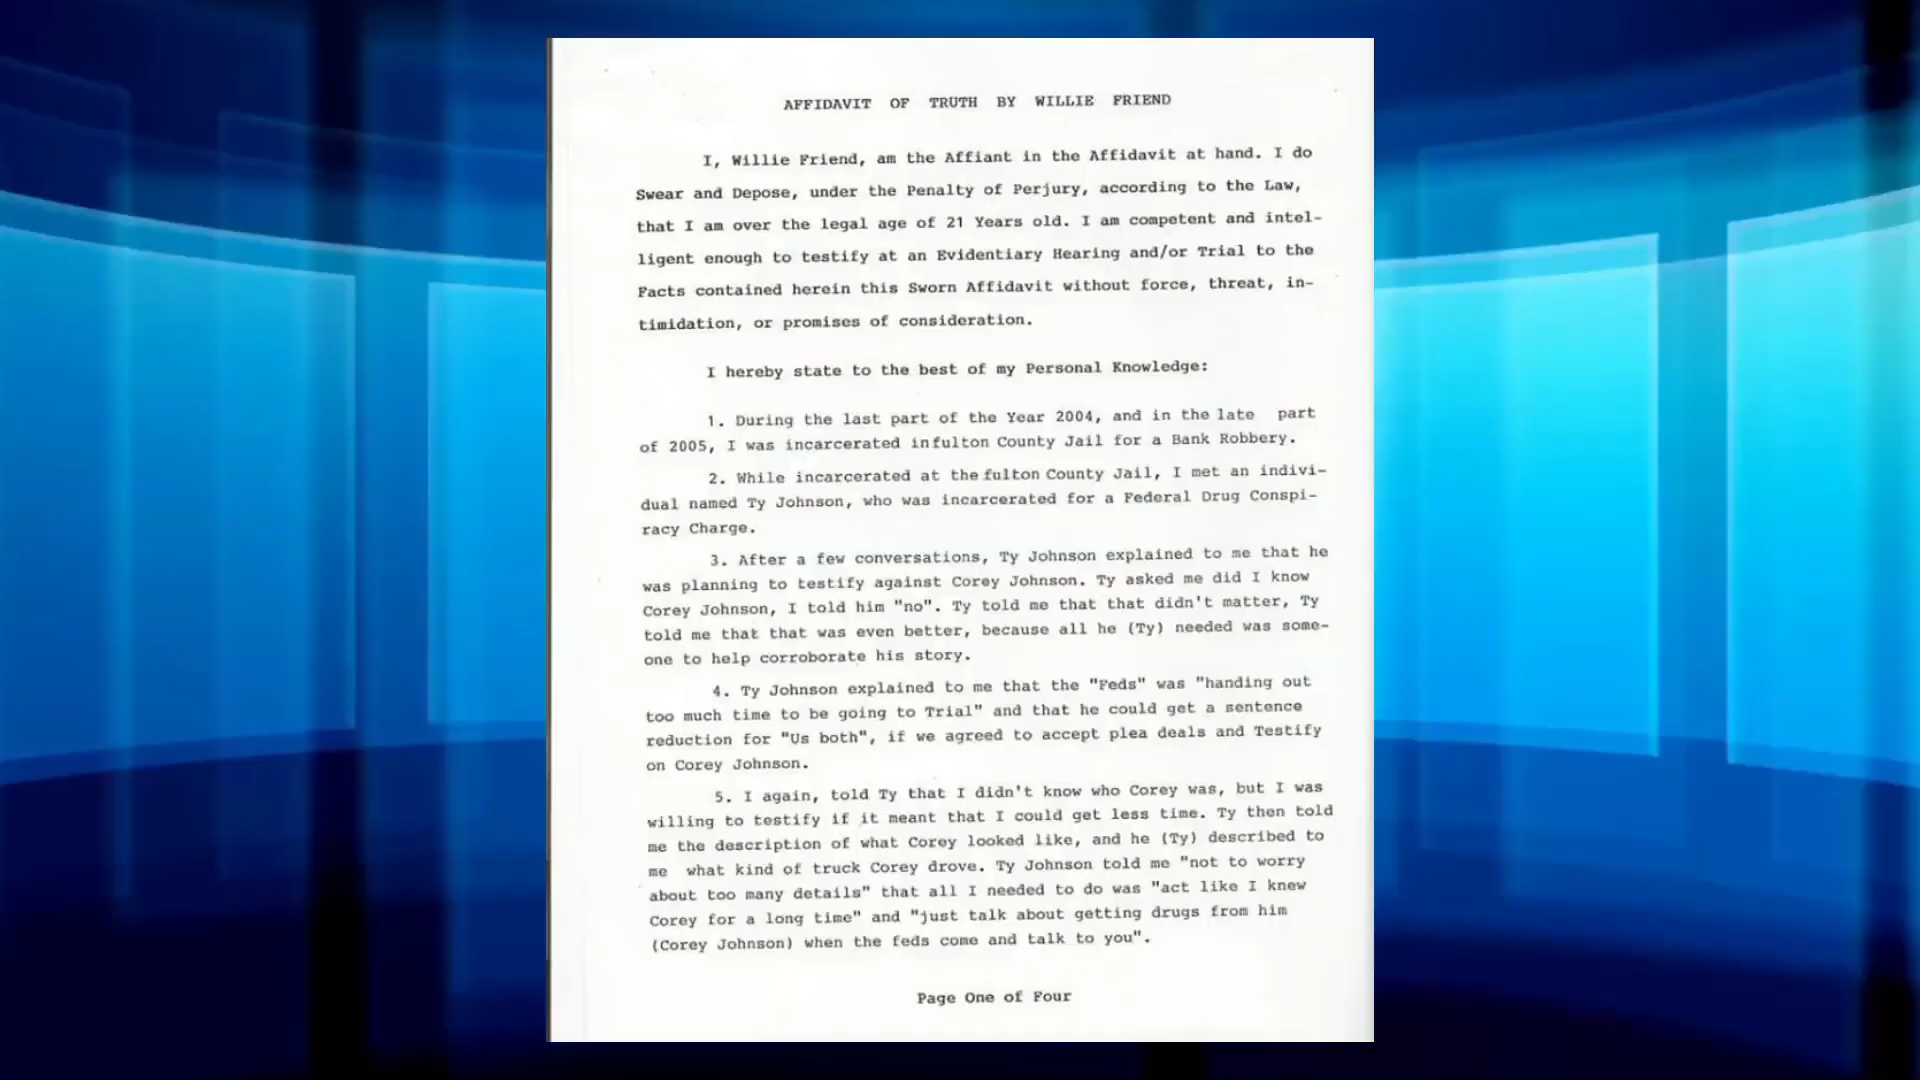 AFFIDAVIT OF TRUTH BY WILLIE FRIEND
I, Willie Friend, am the Affiant in the Affidavit at hand. I do
Swear and Depose, under the Penalty of Perjury, according to the Law,
that I am over the legal age of 21 Years old. I am competent and intel-
ligent enough to testify at an Evidentiary Hearing and/or Trial to the
Facts contained herein this Sworn Affidavit without force, threat, in-
timidation, or promises of consideration.
I hereby state to the best of my Personal Knowledge:
1. During the last part of the Year 2004, and in the late part
of 2005, I was incarcerated infulton County Jail for a Bank Robbery.
2. While incarcerated at the fulton County Jail, I met an indivi-
dual named Ty Johnson, who was incarcerated for a Federal Drug Conspi-
racy Charge.
3. After a few conversations, Ty Johnson explained to me that he
was planning to testify against Corey Johnson. Ty asked me did I know
Corey Johnson, I told him "no". Ty told me that that didn't matter, Ty
told me that that was even better, because all he (Ty) needed was some-
one to help corroborate his story.
4. Ty Johnson explained to me that the "Feds" was "handing out
too much time to be going to Trial" and that he could get a sentence
reduction for "Us both", if we agreed to accept plea deals and Testify
on Corey Johnson.
5. I again, told Ty that I didn't know who Corey was, but I was
willing to testify if it meant that I could get less time. Ty then told
me the description of what Corey looked like, and he (Ty) described to
me what kind of truck Corey drove. Ty Johnson told me "not to worry
about too many details" that all I needed to do was "act like I knew
Corey for a long time" and "just talk about getting drugs from him
(Corey Johnson) when the feds come and talk to you".
Page One of Four